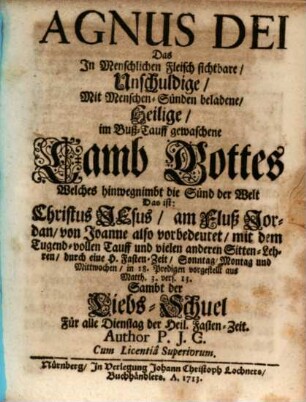 AGNUS DEI
Das
In Menschlichen Fleisch sichtbare/
Unschuldige/
Mit Menschen-Sünden beladene/
Heilige/
im Buß-Tauff gewaschene
Lamb Gottes
Welches hinwegnimbt die Sünd der Welt
Das ist:
Christus JEsus/ am Fluß Jor-
dan/ von Joanne also vorbedeutet/ mit dem
Tugend-vollen Tauff und vielen anderen Sitten-Leh-
ren/ durch eine H. Fasten-Zeit/ Sonntag/ Montag und
Mittwochen/ in 18. Predigen vorgestellt aus
Matth. 3. vers. 13.
Sambt der
Liebs-Schuel
Für alle Dienstag der Heil. Fasten-Zeit.
Author P. J. C.
Cum Licentiâ Superiorum.
Nürnberg/ In Verlegung Johann Christoph Lochners/
Buchhändlers. A. 1713.